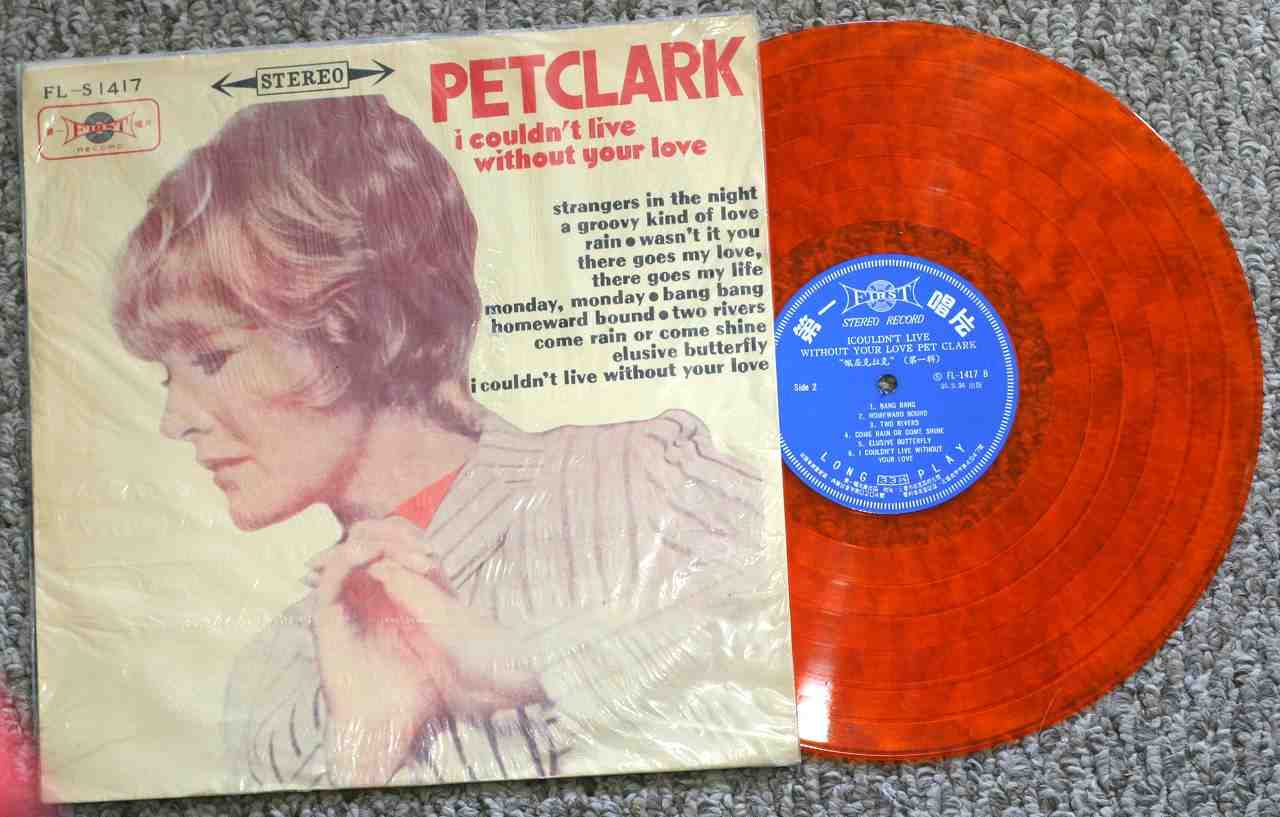 FL-S1417
STEREO
FIRST
RECORD
PETCLARK
i couldn't live
without your love
strangers in the night
a groovy kind of love
rain • wasn't it you
there goes my love,
there goes my life
monday, monday • bang bang
homeward bound • two rivers
come rain or come shine
elusive butterfly
i couldn't live without your love
第一 FIRST 唱片
STEREO RECORD
ICOULDN'T LIVE
WITHOUT YOUR LOVE PET CLARK
Side 2
Ⓟ FL-1417 B
1. BANG BANG
2. HOMEWARD BOUND
3. TWO RIVERS
4. COME RAIN OR COME SHINE
5. ELUSIVE BUTTERFLY
6. I COULDN'T LIVE WITHOUT
YOUR LOVE
LONG PLAY